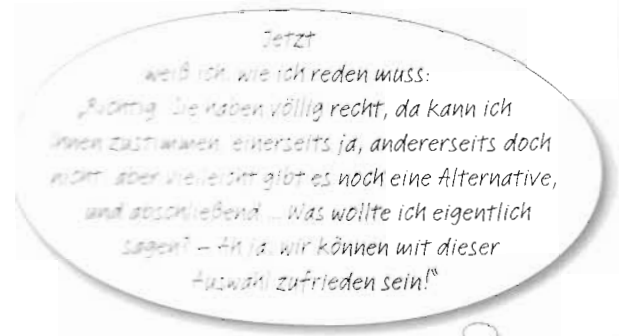 Jetzt
weiß ich, wie ich reden muss:
„Richtig. Sie haben völlig recht, da kann ich
Ihnen zustimmen, einerseits ja, andererseits doch
nicht, aber vielleicht gibt es noch eine Alternative,
und abschließend ... Was wollte ich eigentlich
sagen? – Ah ja, wir können mit dieser
Auswahl zufrieden sein!“